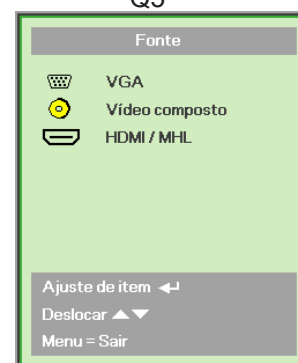 Fonte
VGA
Vídeo composto
HDMI / MHL
Ajuste de item
Deslocar
Menu = Sair